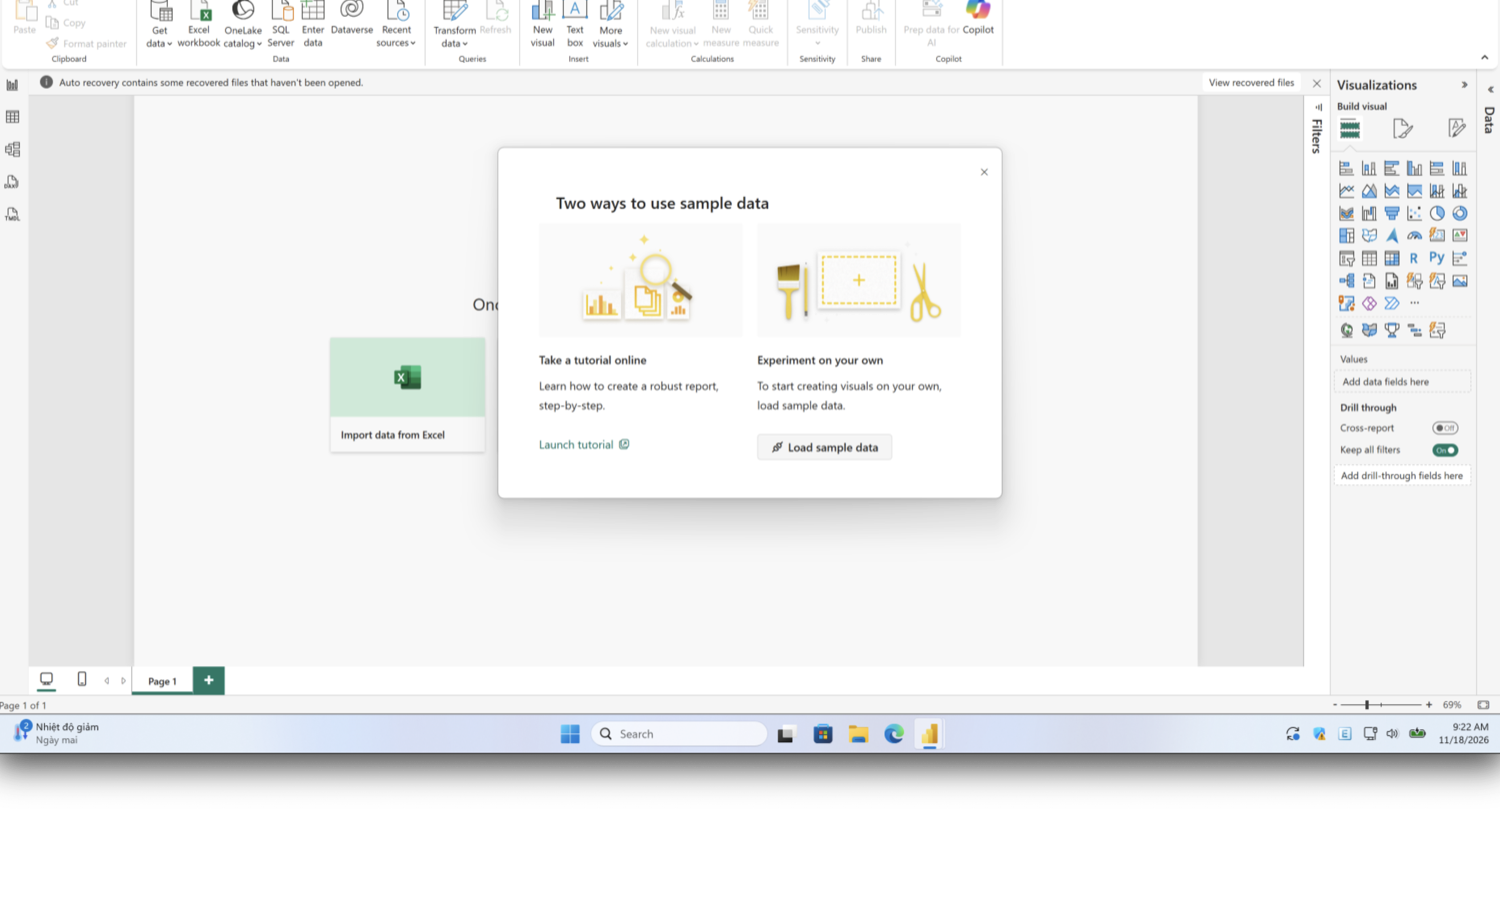 Cut
Paste
Copy
Format painter
Clipboard
Get data
Excel workbook
OneLake catalog
SQL Server
Enter data
Dataverse
Recent sources
Data
Transform data
Refresh
Queries
New visual
Text box
More visuals
Insert
New visual calculation
New measure
Quick measure
Calculations
Sensitivity
Sensitivity
Publish
Share
Prep data for AI
Copilot
Copilot
Auto recovery contains some recovered files that haven't been opened.
View recovered files
Visualizations
Build visual
Data
Filters
DAX
TMDL
R
Py
Two ways to use sample data
Onc
Take a tutorial online
Learn how to create a robust report,
step-by-step.
Launch tutorial
Experiment on your own
To start creating visuals on your own,
load sample data.
Load sample data
Import data from Excel
Values
Add data fields here
Drill through
Cross-report
Off
Keep all filters
On
Add drill-through fields here
Page 1
Page 1 of 1
69%
2
Nhiệt độ giảm
Ngày mai
Search
E
9:22 AM
11/18/2026